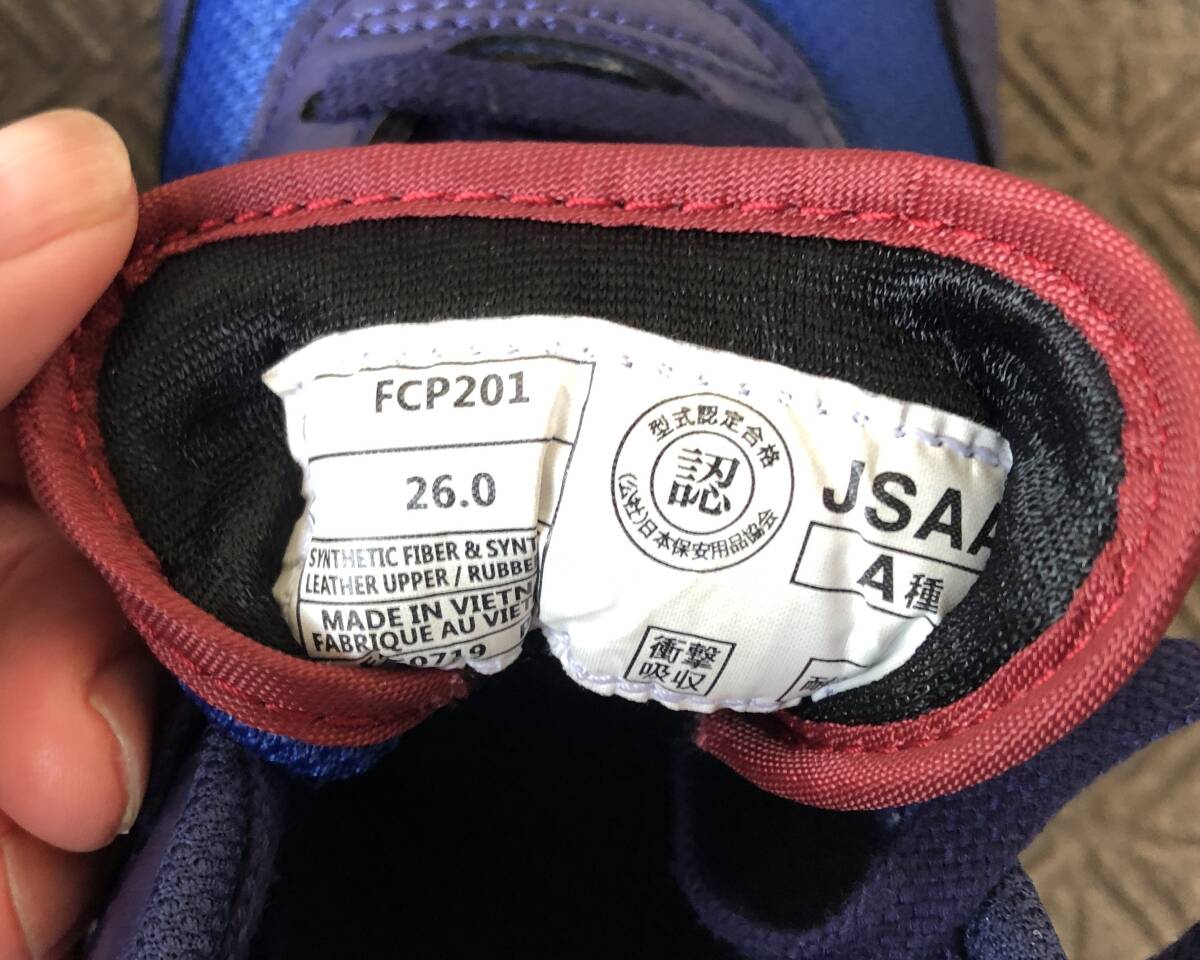 FCP201
26.0
SYNTHETIC FIBER & SYNT
LEATHER UPPER / RUBBE
MADE IN VIETN
FABRIQUE AU VIET
0719
型式認定合格
認
(公社)日本保安用品協会
JSAA
A種
衝撃
吸収
耐